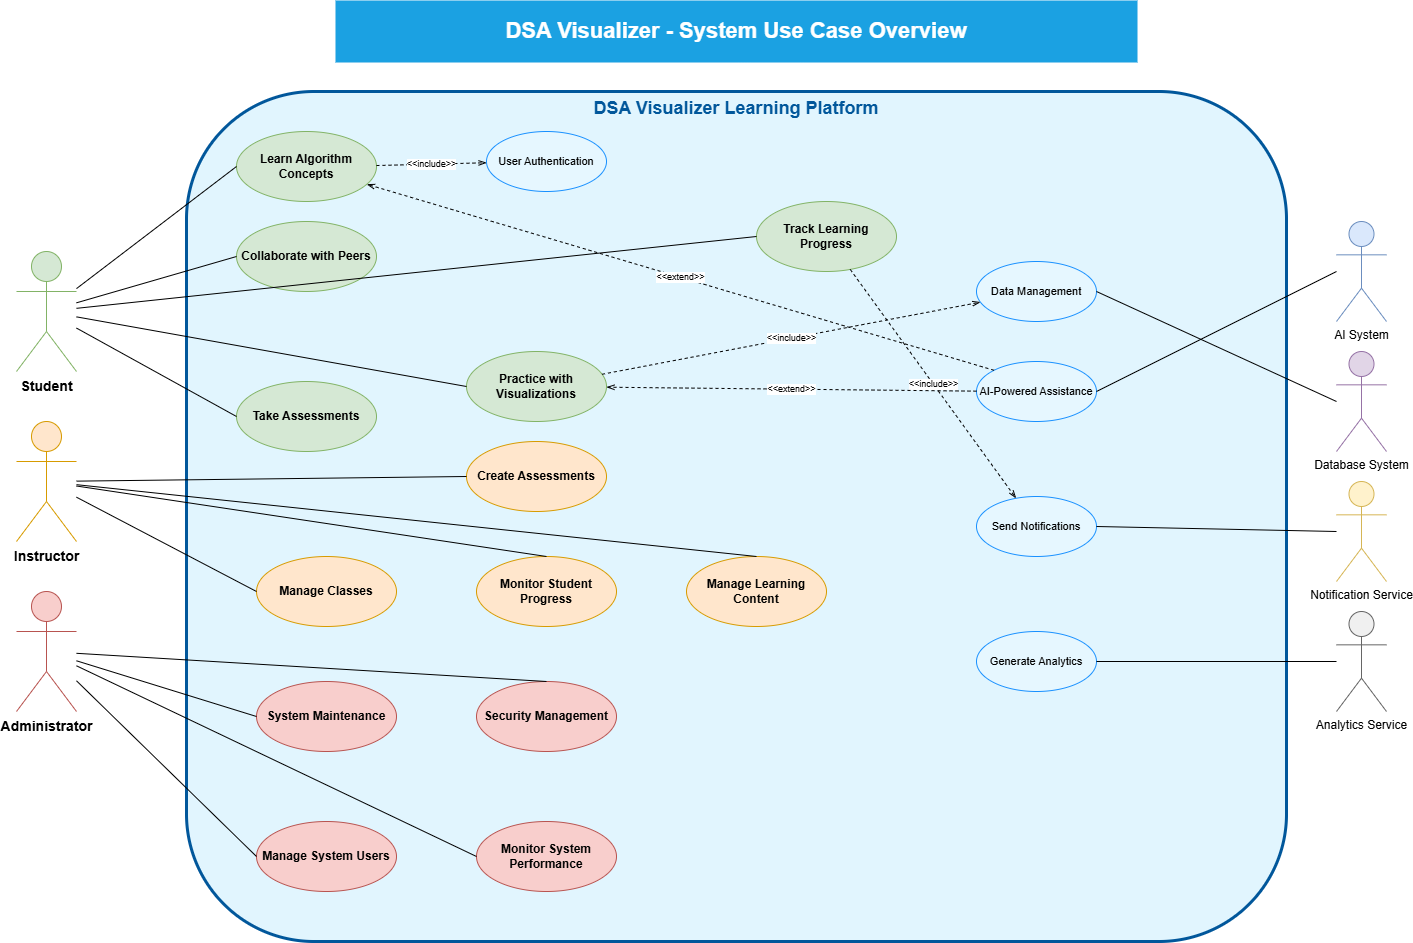 DSA Visualizer - System Use Case Overview
DSA Visualizer Learning Platform
Learn Algorithm
Concepts
<<include>>
User Authentication
Collaborate with Peers
Track Learning
Progress
<<extend>>
Data Management
<<include>>
Practice with
Visualizations
<<extend>>
<<include>>
AI-Powered Assistance
Take Assessments
Create Assessments
Send Notifications
Manage Classes
Monitor Student
Progress
Manage Learning
Content
Generate Analytics
System Maintenance
Security Management
Manage System Users
Monitor System
Performance
Student
Instructor
Administrator
AI System
Database System
Notification Service
Analytics Service